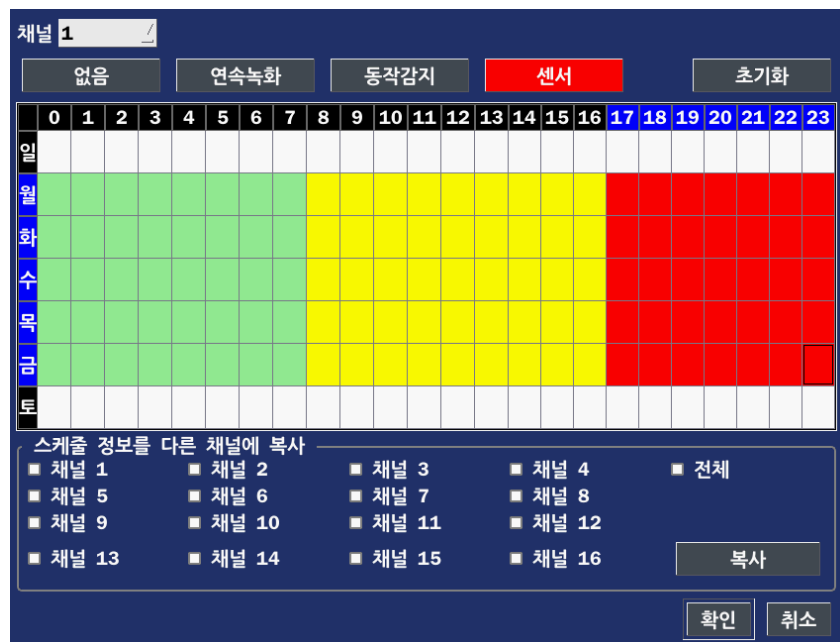 채널 1
없음 연속녹화 동작감지 센서 초기화
0 1 2 3 4 5 6 7 8 9 10 11 12 13 14 15 16 17 18 19 20 21 22 23
일
월
화
수
목
금
토
스케줄 정보를 다른 채널에 복사
채널 1 채널 2 채널 3 채널 4 전체
채널 5 채널 6 채널 7 채널 8
채널 9 채널 10 채널 11 채널 12
채널 13 채널 14 채널 15 채널 16 복사
확인 취소